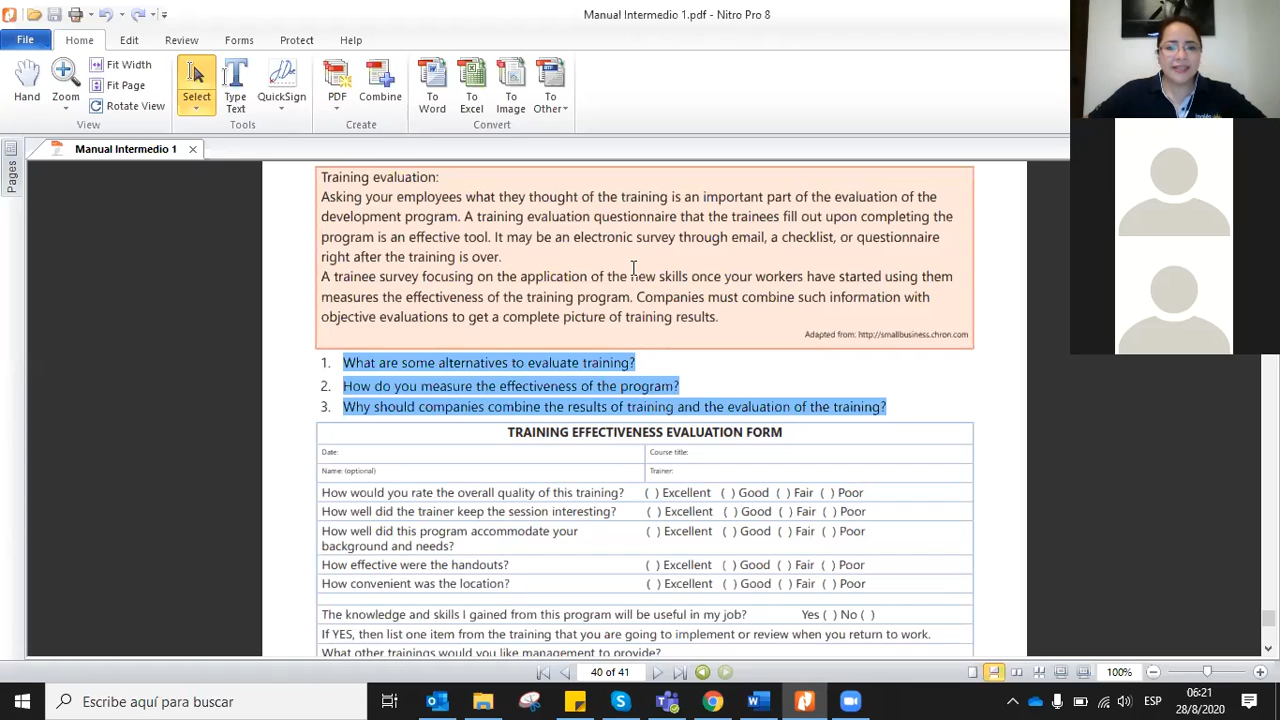 Manual Intermedio 1.pdf - Nitro Pro 8
File Home Edit Review Forms Protect Help
Hand
Zoom
Fit Width
Fit Page
Rotate View
View
Select
Type Text
QuickSign
Tools
PDF
Combine
Create
To Word
To Excel
To Image
To Other
Convert
Manual Intermedio 1
Pages
Training evaluation:
Asking your employees what they thought of the training is an important part of the evaluation of the
development program. A training evaluation questionnaire that the trainees fill out upon completing the
program is an effective tool. It may be an electronic survey through email, a checklist, or questionnaire
right after the training is over.
A trainee survey focusing on the application of the new skills once your workers have started using them
measures the effectiveness of the training program. Companies must combine such information with
objective evaluations to get a complete picture of training results.
Adapted from: http://smallbusiness.chron.com
1. What are some alternatives to evaluate training?
2. How do you measure the effectiveness of the program?
3. Why should companies combine the results of training and the evaluation of the training?
TRAINING EFFECTIVENESS EVALUATION FORM
Date: Course title:
Name: (optional) Trainer:
How would you rate the overall quality of this training? ( ) Excellent ( ) Good ( ) Fair ( ) Poor
How well did the trainer keep the session interesting? ( ) Excellent ( ) Good ( ) Fair ( ) Poor
How well did this program accommodate your
background and needs? ( ) Excellent ( ) Good ( ) Fair ( ) Poor
How effective were the handouts? ( ) Excellent ( ) Good ( ) Fair ( ) Poor
How convenient was the location? ( ) Excellent ( ) Good ( ) Fair ( ) Poor
The knowledge and skills I gained from this program will be useful in my job? Yes ( ) No ( )
If YES, then list one item from the training that you are going to implement or review when you return to work.
What other trainings would you like management to provide?
40 of 41
100%
Escribe aquí para buscar
ESP
06:21
28/8/2020